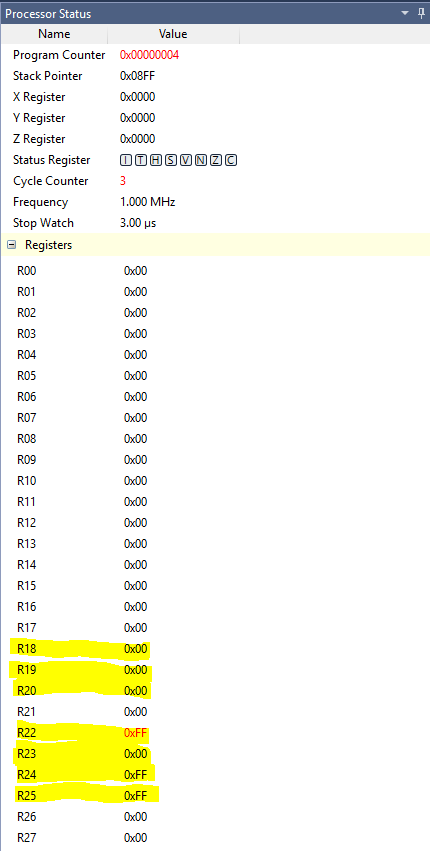 Processor Status
Name Value
Program Counter 0x00000004
Stack Pointer 0x08FF
X Register 0x0000
Y Register 0x0000
Z Register 0x0000
Status Register I T H S V N Z C
Cycle Counter 3
Frequency 1.000 MHz
Stop Watch 3.00 µs
Registers
R00 0x00
R01 0x00
R02 0x00
R03 0x00
R04 0x00
R05 0x00
R06 0x00
R07 0x00
R08 0x00
R09 0x00
R10 0x00
R11 0x00
R12 0x00
R13 0x00
R14 0x00
R15 0x00
R16 0x00
R17 0x00
R18 0x00
R19 0x00
R20 0x00
R21 0x00
R22 0xFF
R23 0x00
R24 0xFF
R25 0xFF
R26 0x00
R27 0x00